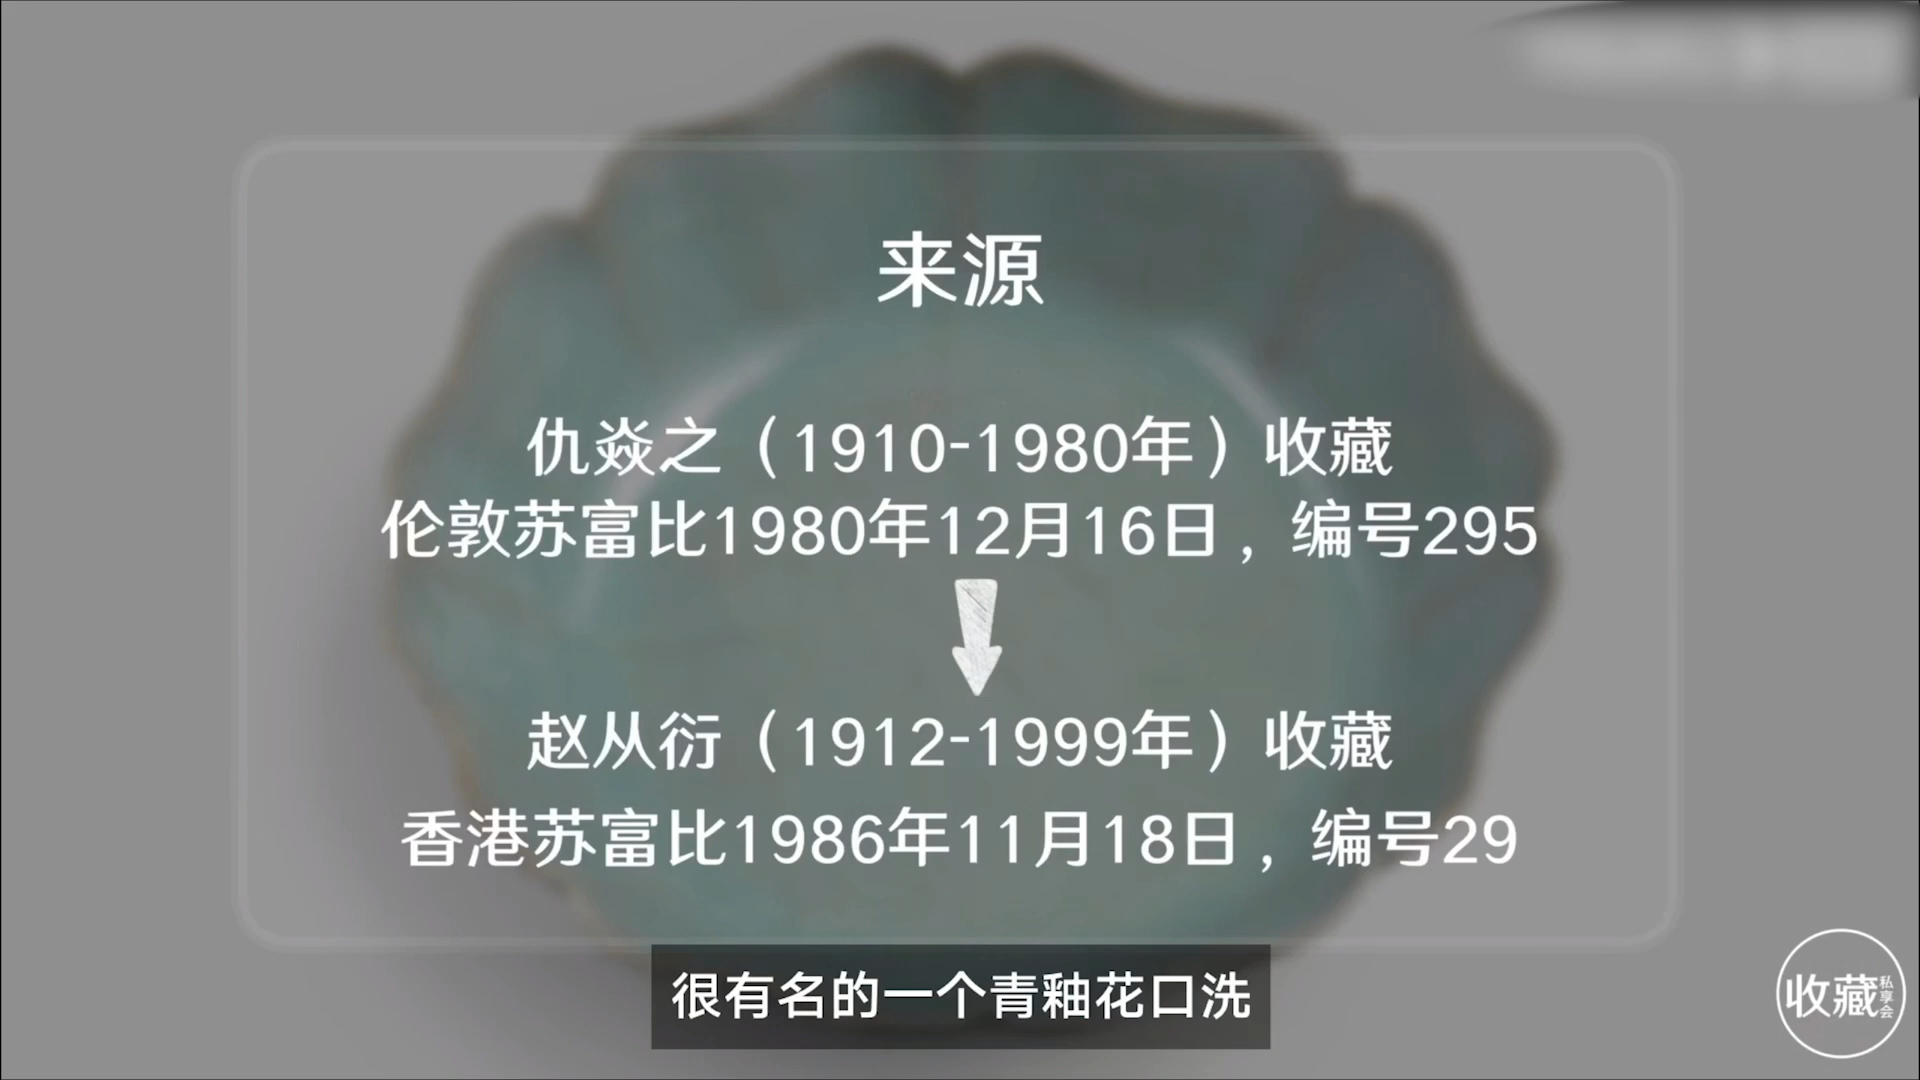 来源
仇焱之（1910-1980年）收藏
伦敦苏富比1980年12月16日，编号295
赵从衍（1912-1999年）收藏
香港苏富比1986年11月18日，编号29
很有名的一个青釉花口洗
收藏私享会